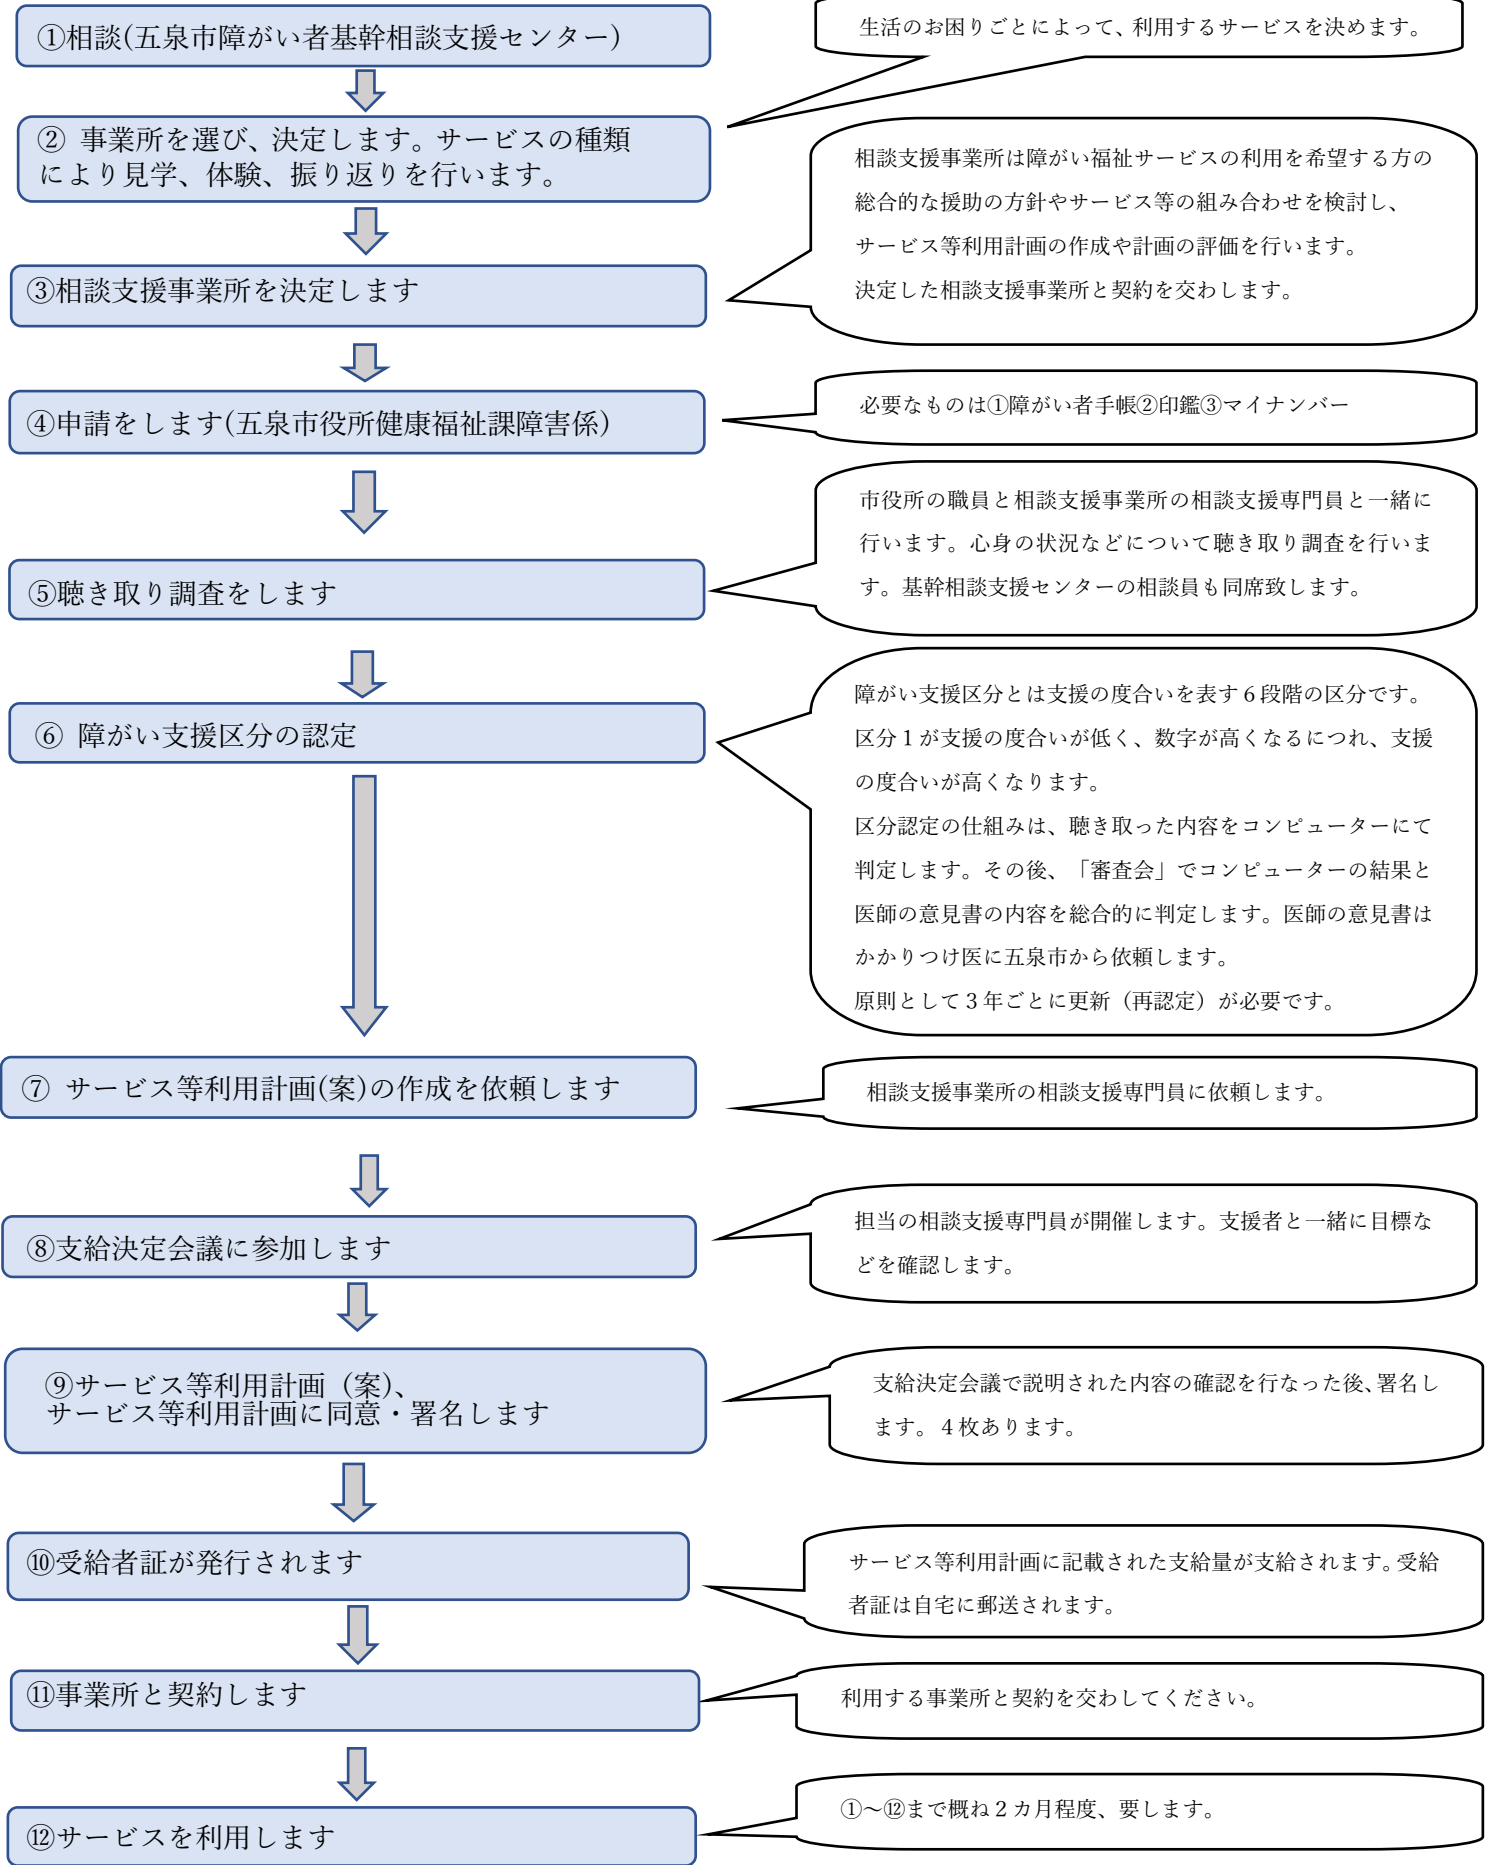 ①相談(五泉市障がい者基幹相談支援センター)
生活のお困りごとによって、利用するサービスを決めます。
② 事業所を選び、決定します。サービスの種類
により見学、体験、振り返りを行います。
相談支援事業所は障がい福祉サービスの利用を希望する方の
総合的な援助の方針やサービス等の組み合わせを検討し、
サービス等利用計画の作成や計画の評価を行います。
決定した相談支援事業所と契約を交わします。
③相談支援事業所を決定します
④申請をします(五泉市役所健康福祉課障害係)
必要なものは①障がい者手帳②印鑑③マイナンバー
市役所の職員と相談支援事業所の相談支援専門員と一緒に
行います。心身の状況などについて聴き取り調査を行いま
す。基幹相談支援センターの相談員も同席致します。
⑤聴き取り調査をします
⑥ 障がい支援区分の認定
障がい支援区分とは支援の度合いを表す6段階の区分です。
区分1が支援の度合いが低く、数字が高くなるにつれ、支援
の度合いが高くなります。
区分認定の仕組みは、聴き取った内容をコンピューターにて
判定します。その後、「審査会」でコンピューターの結果と
医師の意見書の内容を総合的に判定します。医師の意見書は
かかりつけ医に五泉市から依頼します。
原則として3年ごとに更新（再認定）が必要です。
⑦ サービス等利用計画(案)の作成を依頼します
相談支援事業所の相談支援専門員に依頼します。
⑧支給決定会議に参加します
担当の相談支援専門員が開催します。支援者と一緒に目標な
どを確認します。
⑨サービス等利用計画（案）、
サービス等利用計画に同意・署名します
支給決定会議で説明された内容の確認を行なった後、署名し
ます。4枚あります。
⑩受給者証が発行されます
サービス等利用計画に記載された支給量が支給されます。受給
者証は自宅に郵送されます。
⑪事業所と契約します
利用する事業所と契約を交わしてください。
⑫サービスを利用します
①～⑫まで概ね2カ月程度、要します。